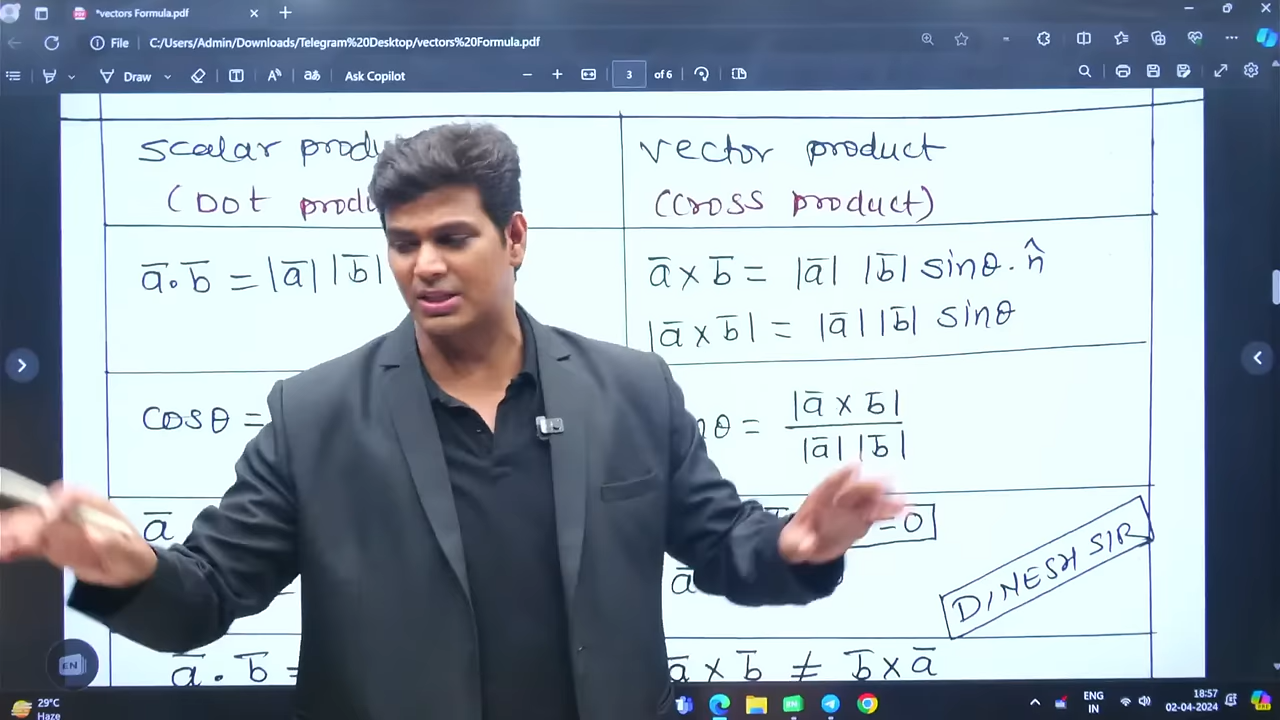 *vectors Formula.pdf
File C:/Users/Admin/Downloads/Telegram%20Desktop/vectors%20Formula.pdf
Draw Ask Copilot 3 of 6
scalar
vector product
(Dot
(Cross product)
a̅.b̅ = |a̅| |b̅|
a̅ x b̅ = |a̅| |b̅| sinθ. n̂
|a̅ x b̅| = |a̅| |b̅| sinθ
cosθ =
θ = |a̅ x b̅| / |a̅| |b̅|
a̅
= 0̅
a̅
DINESH SIR
a̅ . b̅ =
a̅ x b̅ ≠ b̅ x a̅
EN
29°C
Haze
ENG
IN
18:57
02-04-2024